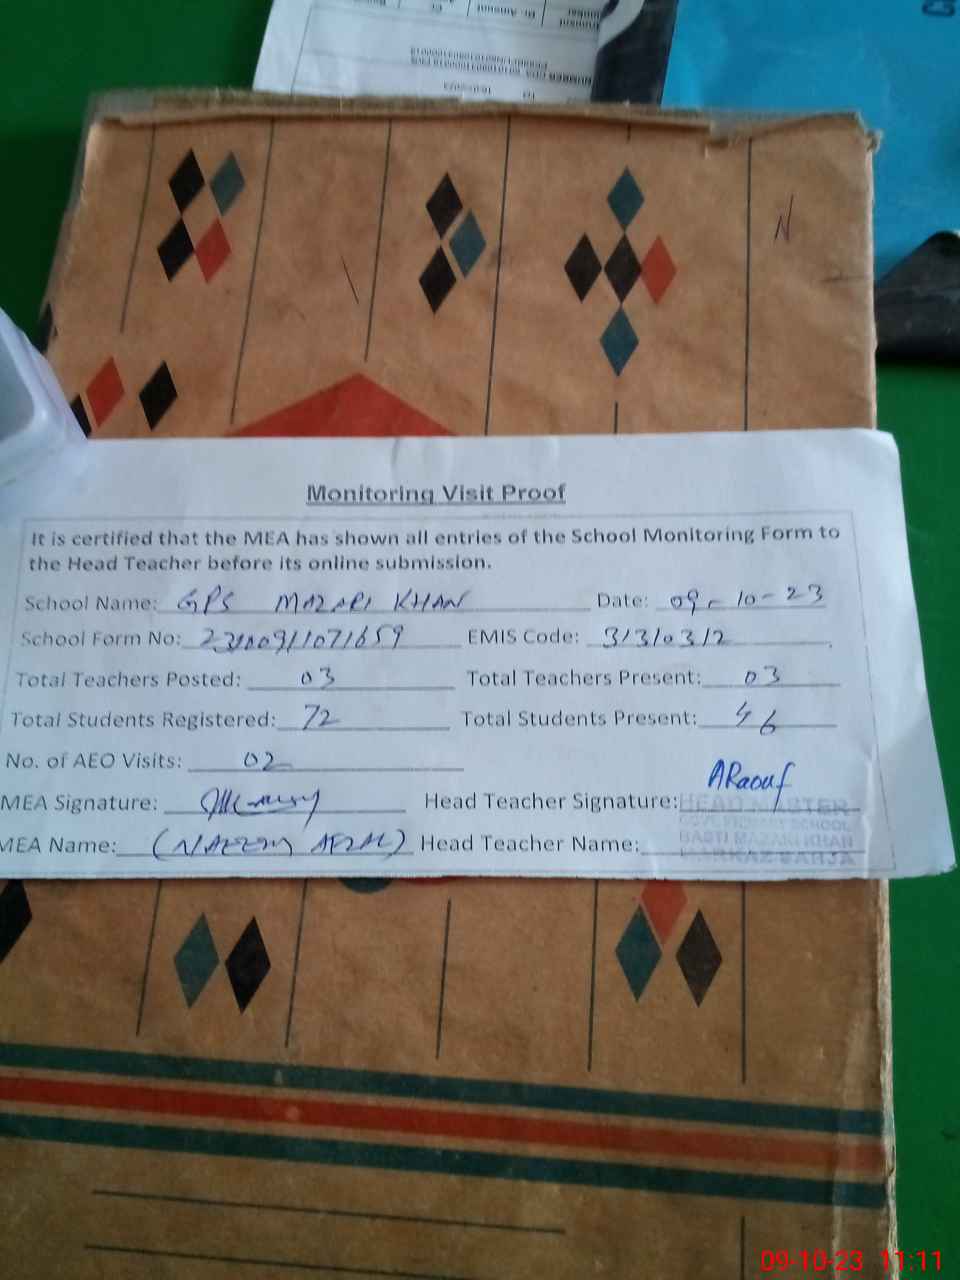 Monitoring Visit Proof
It is certified that the MEA has shown all entries of the School Monitoring Form to
the Head Teacher before its online submission.
School Name: GPS MAZARI KHAN Date: 09-10-23
School Form No: 23100911071659 EMIS Code: 31310312
Total Teachers Posted: 03 Total Teachers Present: 03
Total Students Registered: 72 Total Students Present: 46
No. of AEO Visits: 02
MEA Signature: Head Teacher Signature: ARaouf
HEAD MASTER
GOVT. PRIMARY SCHOOL
BASTI MAZARI KHAN
MARKAZ
MEA Name: (NAEEM AFZAL) Head Teacher Name:
N
09-10-23 11:11